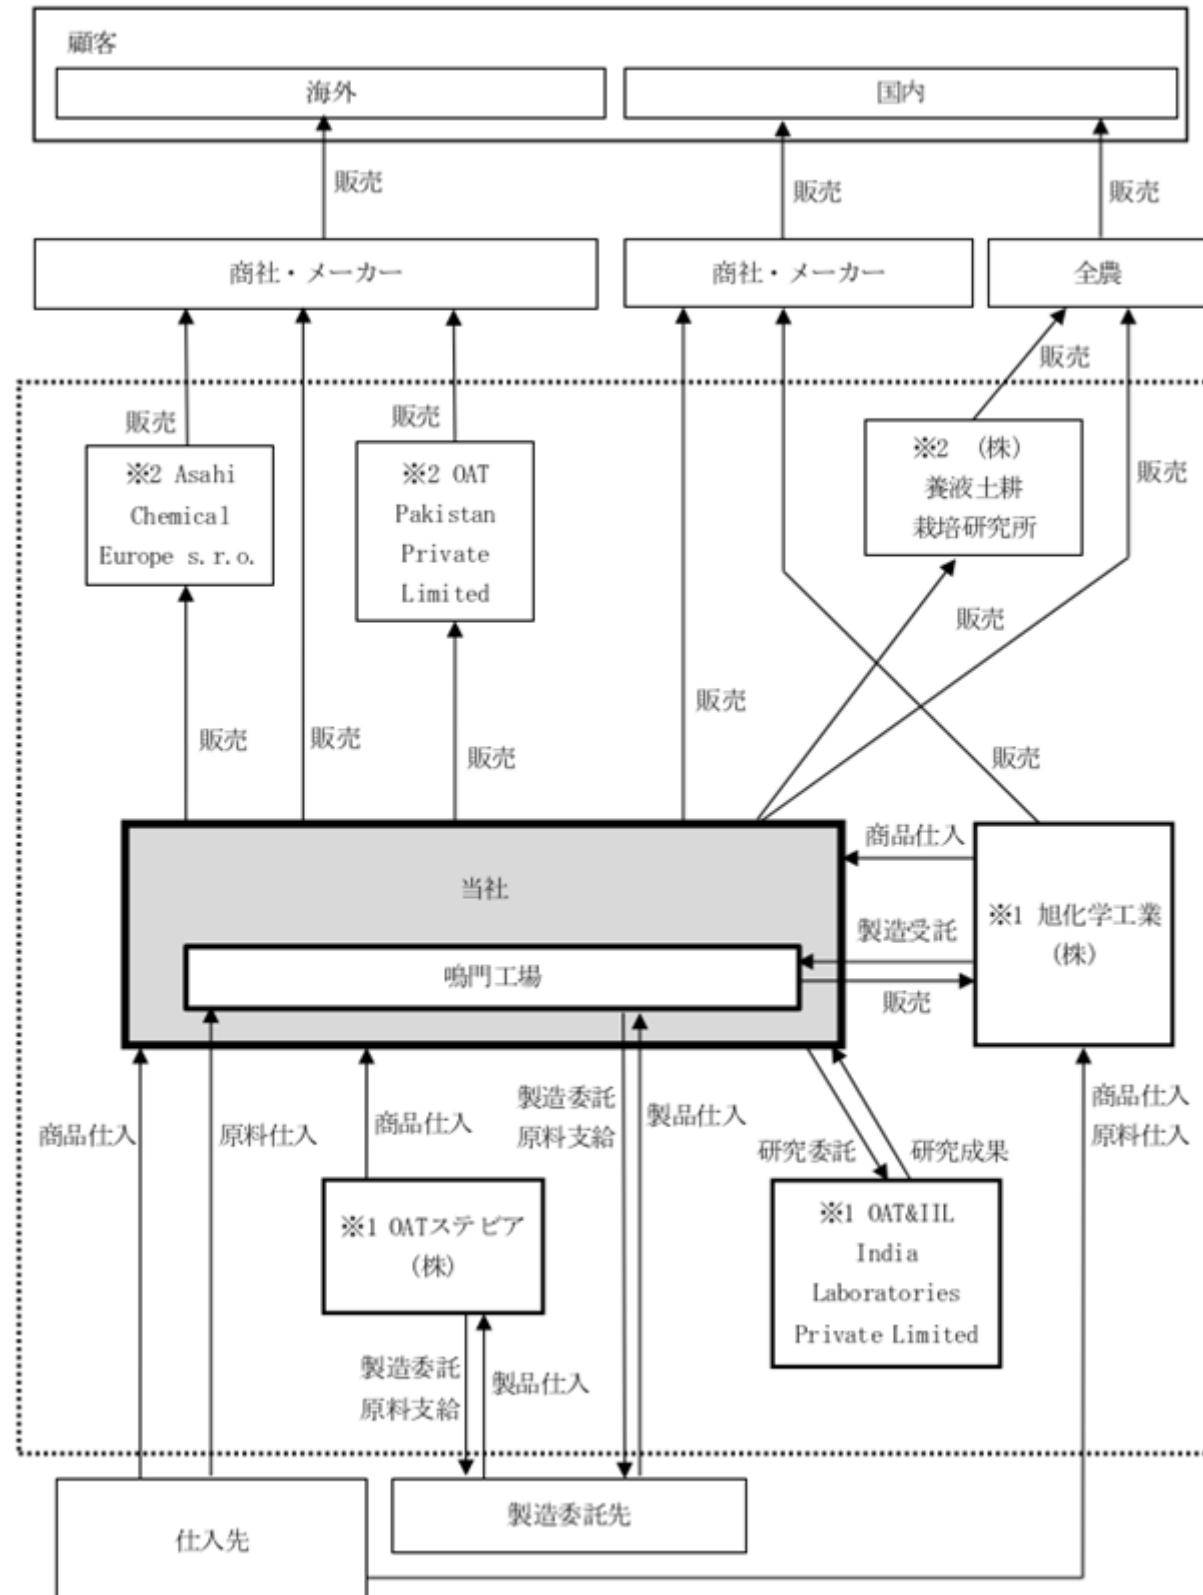 顧客
海外
国内
販売
販売
販売
商社・メーカー
商社・メーカー
全農
販売
販売
販売
販売
※2 Asahi
Chemical
Europe s.r.o.
※2 OAT
Pakistan
Private
Limited
※2 （株）
養液土耕
栽培研究所
販売
販売
販売
販売
販売
販売
商品仕入
当社
※1 旭化学工業
（株）
製造受託
鳴門工場
販売
商品仕入
原料仕入
商品仕入
製造委託
原料支給
製品仕入
研究委託
研究成果
商品仕入
原料仕入
※1 OATステビア
（株）
※1 OAT&IIL
India
Laboratories
Private Limited
製造委託
原料支給
製品仕入
仕入先
製造委託先